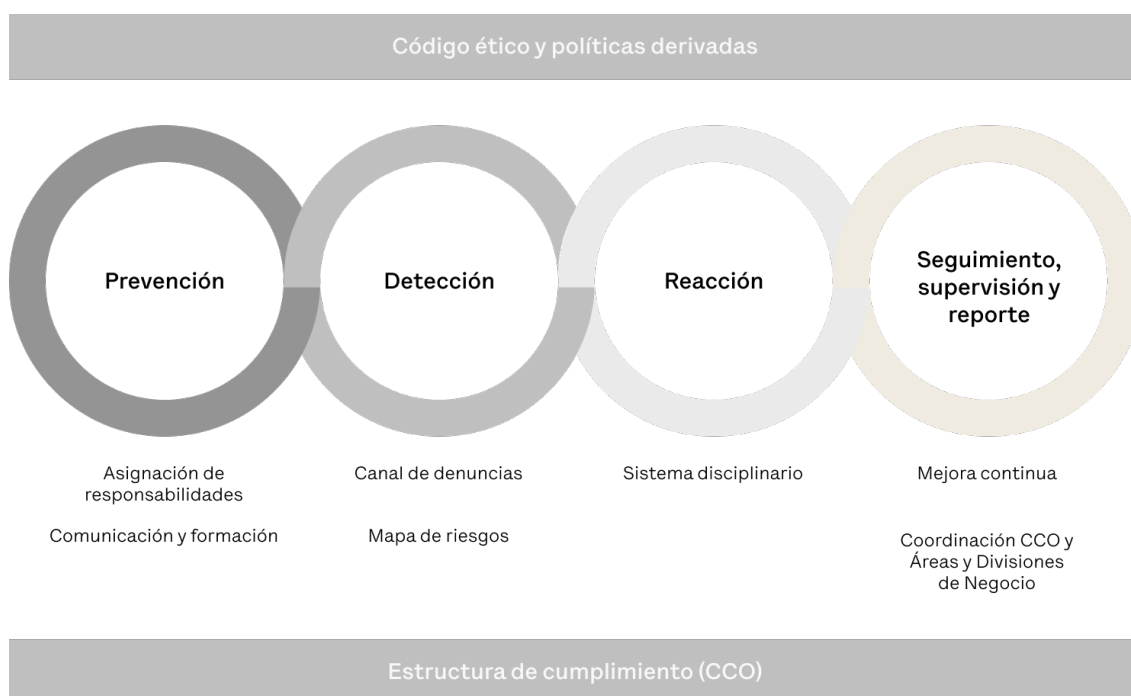 Código ético y políticas derivadas
Prevención
Detección
Reacción
Seguimiento,
supervisión y
reporte
Asignación de
responsabilidades
Comunicación y formación
Canal de denuncias
Mapa de riesgos
Sistema disciplinario
Mejora continua
Coordinación CCO y
Áreas y Divisiones
de Negocio
Estructura de cumplimiento (CCO)